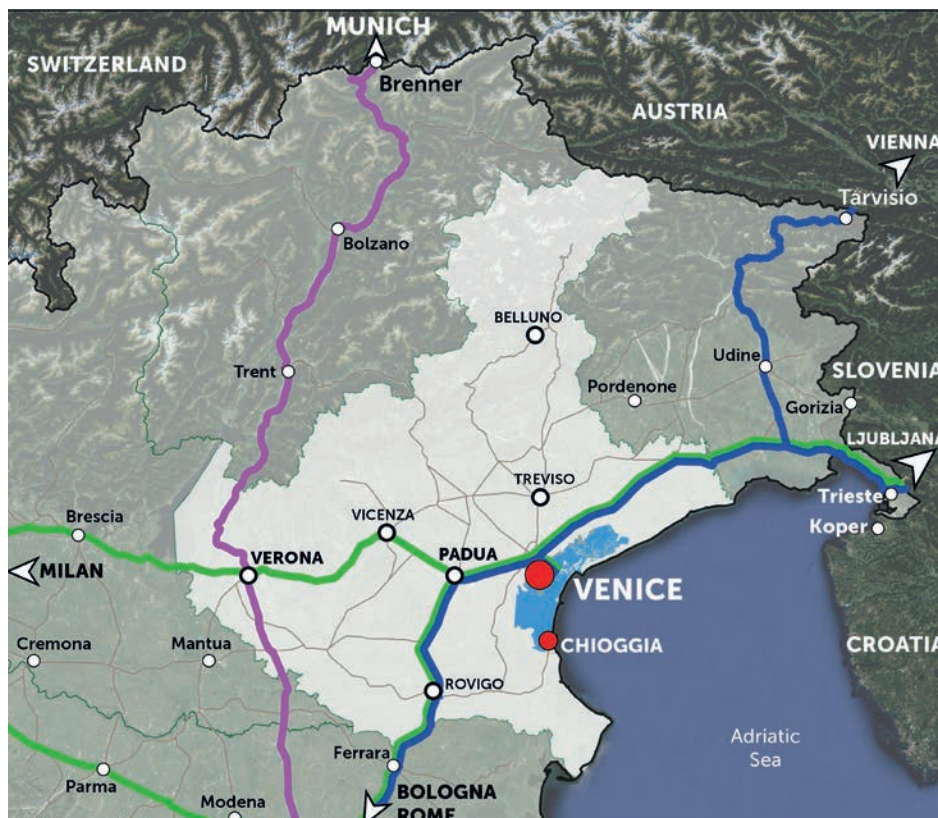 MUNICH
SWITZERLAND
Brenner
AUSTRIA
VIENNA
Tarvisio
Bolzano
BELLUNO
Trent
Udine
SLOVENIA
Pordenone
Gorizia
LJUBLJANA
TREVISO
Trieste
Brescia
VICENZA
Koper
MILAN
VERONA
PADUA
VENICE
Cremona
Mantua
CHIOGGIA
CROATIA
ROVIGO
Adriatic
Sea
Ferrara
Parma
BOLOGNA
Modena
ROME